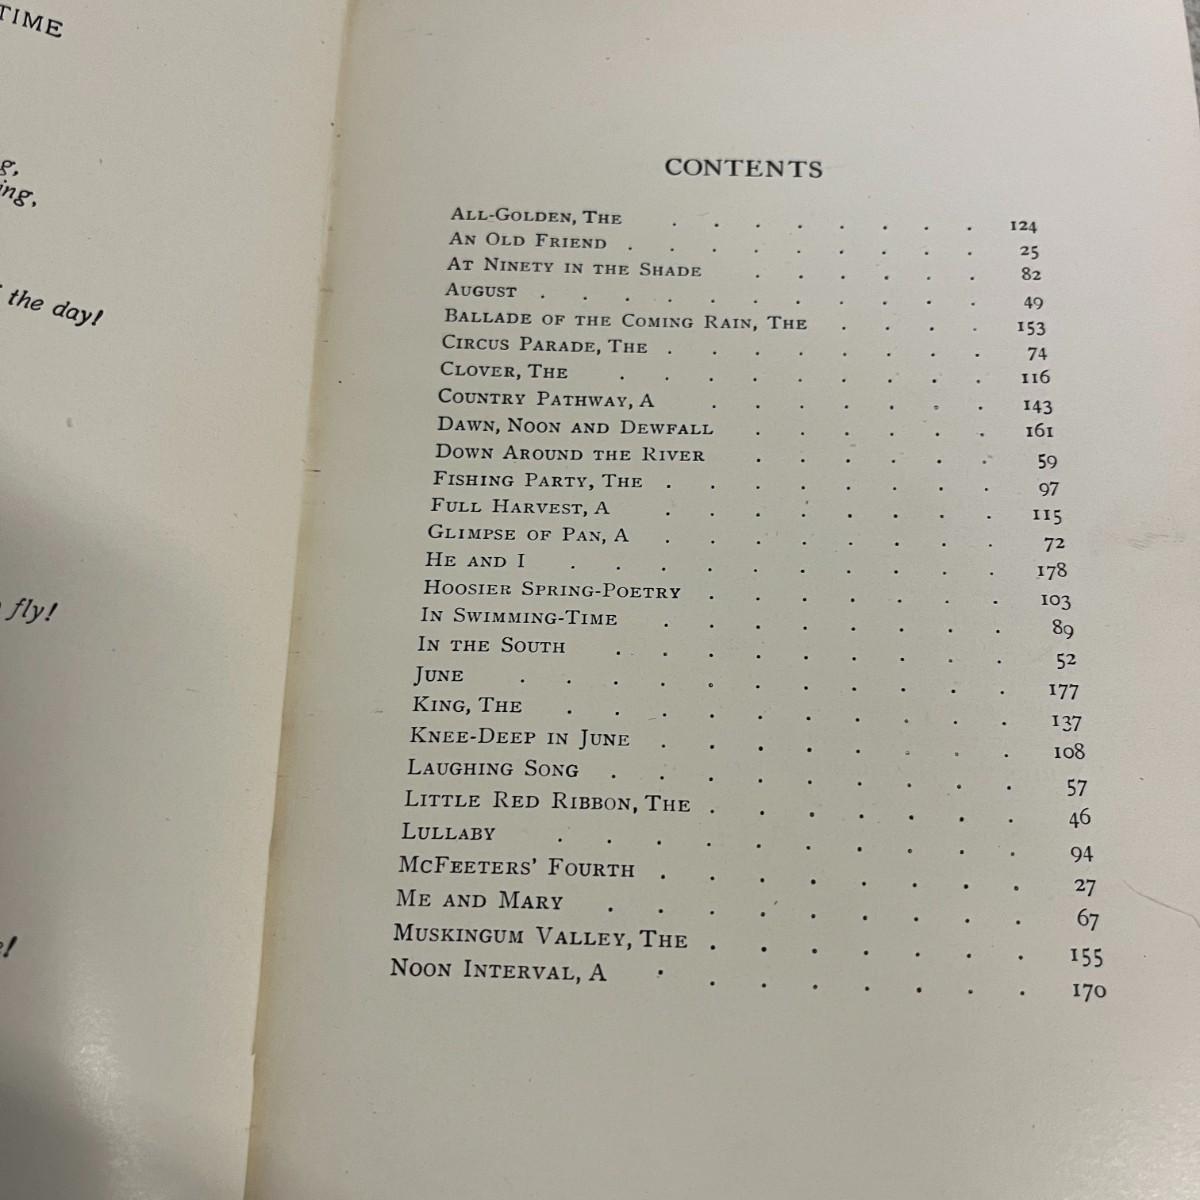 TIME
g,
ing,
the day!
fly!
!
CONTENTS
All-Golden, The . . . . . . . . 124
An Old Friend . . . . . . . . . 25
At Ninety in the Shade . . . . . . 82
August . . . . . . . . . . . 49
Ballade of the Coming Rain, The . . . . 153
Circus Parade, The . . . . . . . . 74
Clover, The . . . . . . . . . 116
Country Pathway, A . . . . . . . 143
Dawn, Noon and Dewfall . . . . . . 161
Down Around the River . . . . . . 59
Fishing Party, The . . . . . . . . 97
Full Harvest, A . . . . . . . . 115
Glimpse of Pan, A . . . . . . . . 72
He and I . . . . . . . . . . 178
Hoosier Spring-Poetry . . . . . . . 103
In Swimming-Time . . . . . . . . 89
In the South . . . . . . . . . 52
June . . . . . . . . . . . 177
King, The . . . . . . . . . . 137
Knee-Deep in June . . . . . . . . 108
Laughing Song . . . . . . . . . 57
Little Red Ribbon, The . . . . . . . 46
Lullaby . . . . . . . . . . 94
McFeeters' Fourth . . . . . . . . 27
Me and Mary . . . . . . . . . 67
Muskingum Valley, The . . . . . . . 155
Noon Interval, A . . . . . . . . 170